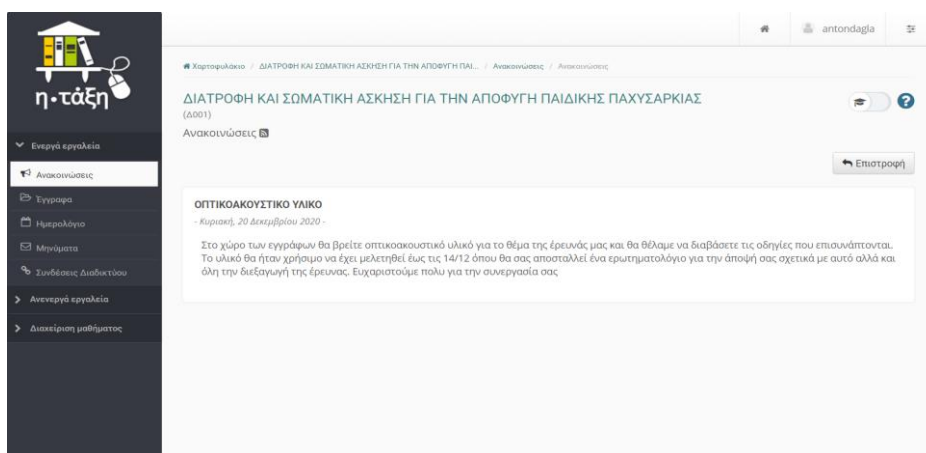 η·τάξη
antondagla
Χαρτοφυλάκιο / ΔΙΑΤΡΟΦΗ ΚΑΙ ΣΩΜΑΤΙΚΗ ΑΣΚΗΣΗ ΓΙΑ ΤΗΝ ΑΠΟΦΥΓΗ ΠΑΙ... / Ανακοινώσεις / Ανακοινώσεις
ΔΙΑΤΡΟΦΗ ΚΑΙ ΣΩΜΑΤΙΚΗ ΑΣΚΗΣΗ ΓΙΑ ΤΗΝ ΑΠΟΦΥΓΗ ΠΑΙΔΙΚΗΣ ΠΑΧΥΣΑΡΚΙΑΣ
(Δ001)
Ανακοινώσεις
Ενεργά εργαλεία
Ανακοινώσεις
Έγγραφα
Ημερολόγιο
Μηνύματα
Συνδέσεις Διαδικτύου
Ανενεργά εργαλεία
Διαχείριση μαθήματος
Επιστροφή
ΟΠΤΙΚΟΑΚΟΥΣΤΙΚΟ ΥΛΙΚΟ
- Κυριακή, 20 Δεκεμβρίου 2020 -
Στο χώρο των εγγράφων θα βρείτε οπτικοακουστικό υλικό για το θέμα της έρευνάς μας και θα θέλαμε να διαβάσετε τις οδηγίες που επισυνάπτονται.
Το υλικό θα ήταν χρήσιμο να έχει μελετηθεί έως τις 14/12 όπου θα σας αποσταλλεί ένα ερωτηματολόγιο για την άποψή σας σχετικά με αυτό αλλά και
όλη την διεξαγωγή της έρευνας. Ευχαριστούμε πολυ για την συνεργασία σας